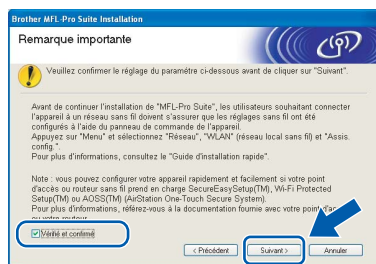 Brother MFL-Pro Suite Installation
Remarque importante
Veuillez confirmer le réglage du paramètre ci-dessous avant de cliquer sur "Suivant".
Avant de continuer l'installation de "MFL-Pro Suite", les utilisateurs souhaitant connecter
l'appareil à un réseau sans fil doivent s'assurer que les réglages sans fil ont été
configurés à l'aide du panneau de commande de l'appareil.
Appuyez sur "Menu" et sélectionnez "Réseau", "WLAN" (réseau local sans fil) et "Assis.
config.".
Pour plus d'informations, consultez le "Guide d'installation rapide".
Note : vous pouvez configurer votre appareil rapidement et facilement si votre point
d'accès ou routeur sans fil prend en charge SecureEasySetup(TM), Wi-Fi Protected
Setup(TM) ou AOSS(TM) (AirStation One-Touch Secure System).
Pour plus d'informations, référez-vous à la documentation fournie avec votre point
ou votre routeur.
Vérifié et confirmé
< Précédent
Suivant >
Annuler